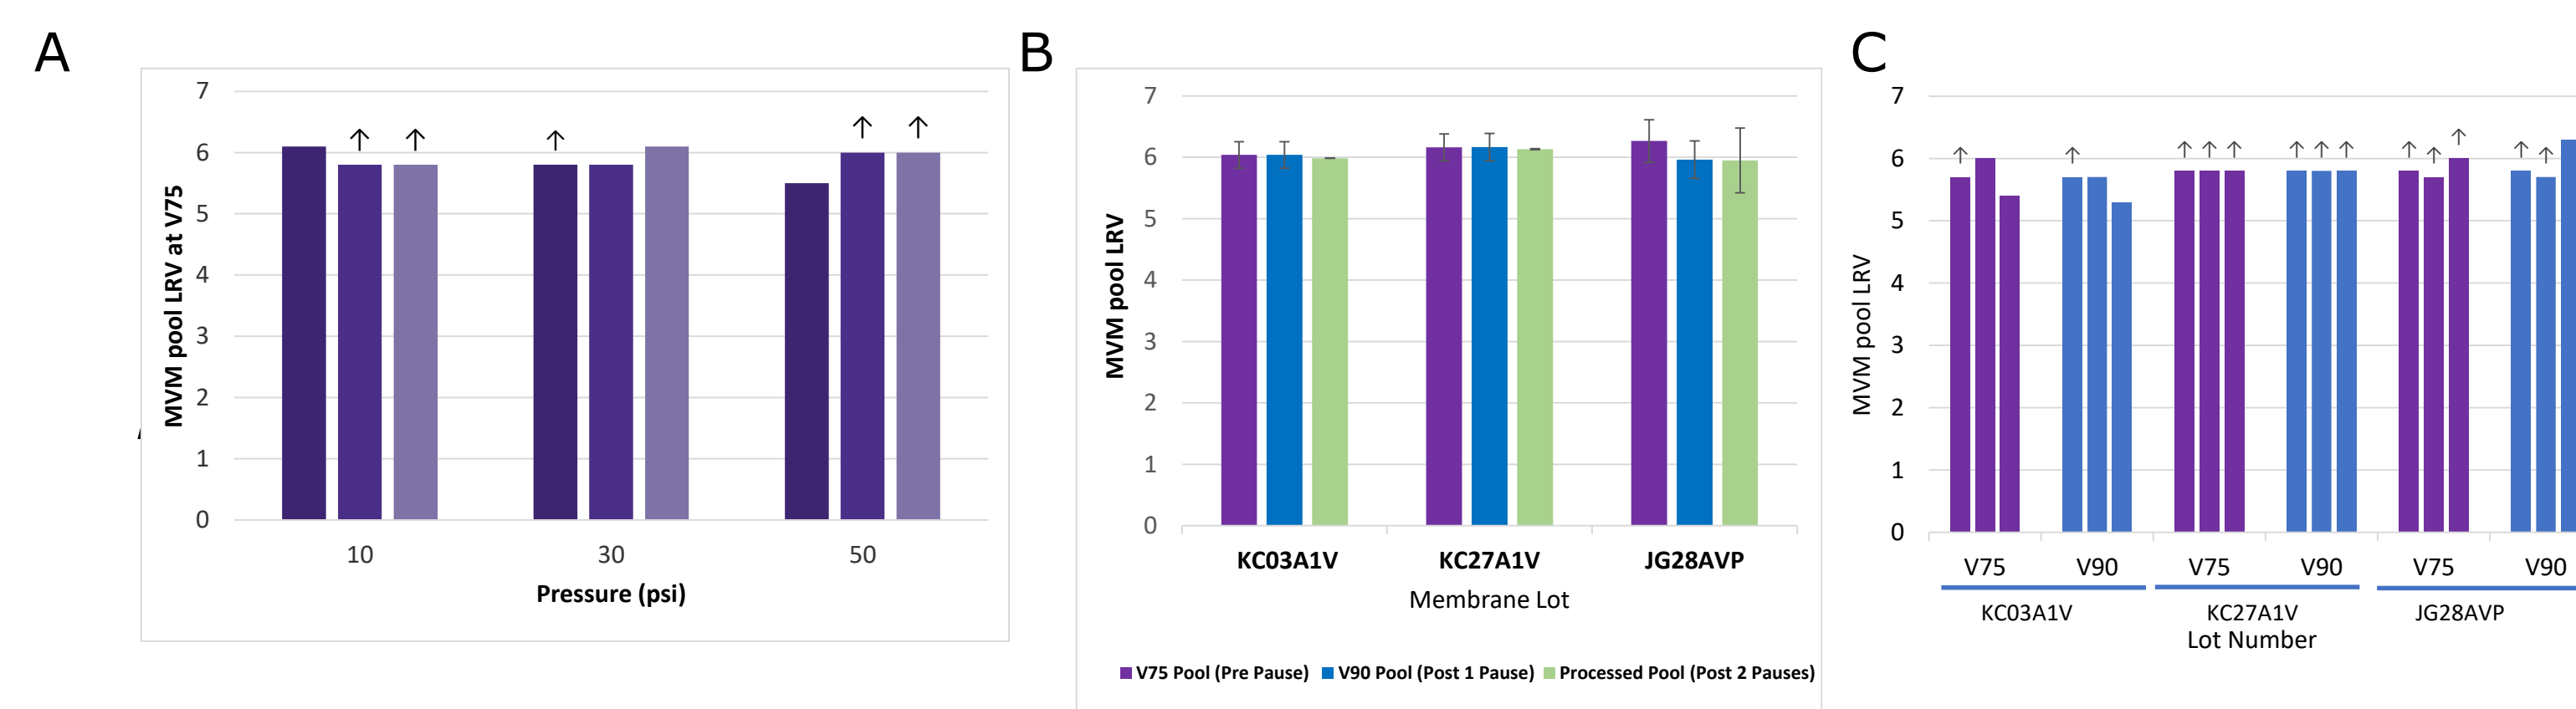 A
B
C
7
6
5
4
3
2
1
0
MVM pool LRV at V75
↑ ↑ ↑ ↑ ↑
10 30 50
Pressure (psi)
7
6
5
4
3
2
1
0
MVM pool LRV
KC03A1V KC27A1V JG28AVP
Membrane Lot
V75 Pool (Pre Pause) V90 Pool (Post 1 Pause) Processed Pool (Post 2 Pauses)
7
6
5
4
3
2
1
0
MVM pool LRV
↑ ↑ ↑ ↑ ↑ ↑ ↑ ↑ ↑ ↑ ↑ ↑ ↑
V75 V90 V75 V90 V75 V90
KC03A1V KC27A1V JG28AVP
Lot Number